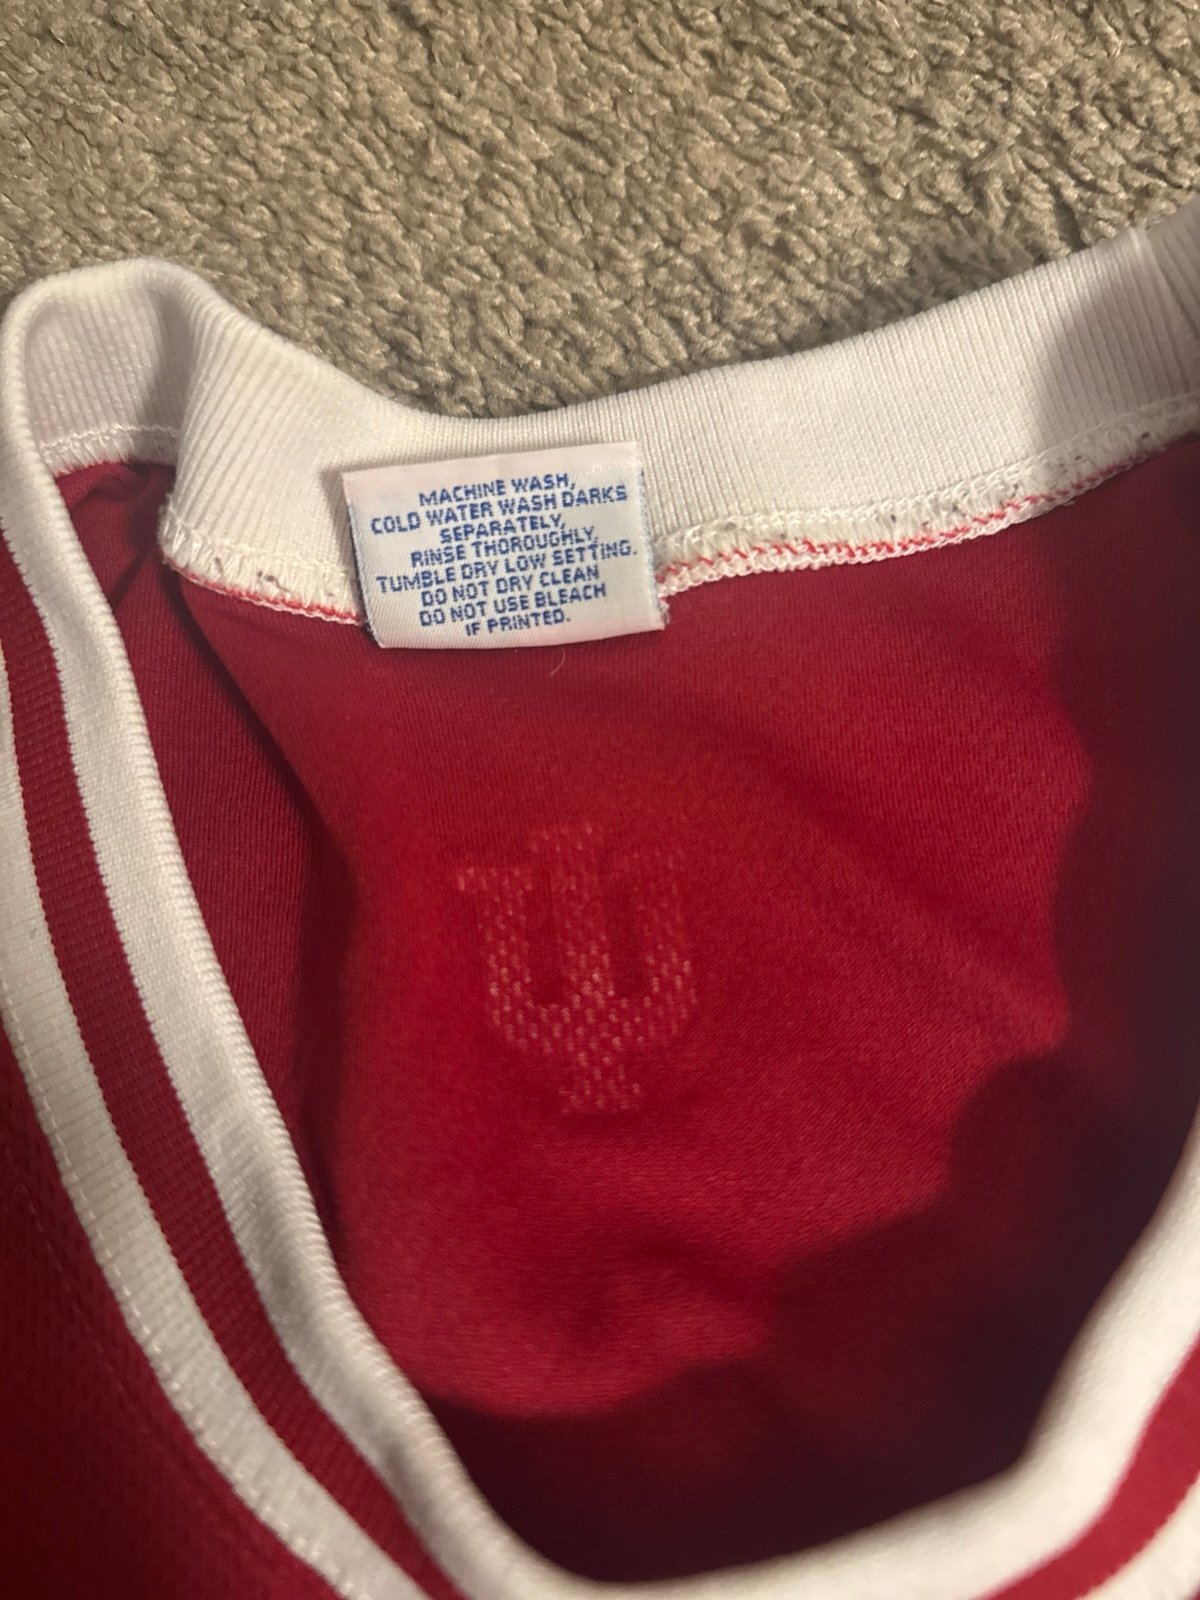 MACHINE WASH,
COLD WATER WASH DARKS
SEPARATELY,
RINSE THOROUGHLY,
TUMBLE DRY LOW SETTING.
DO NOT DRY CLEAN
DO NOT USE BLEACH
IF PRINTED.
IU